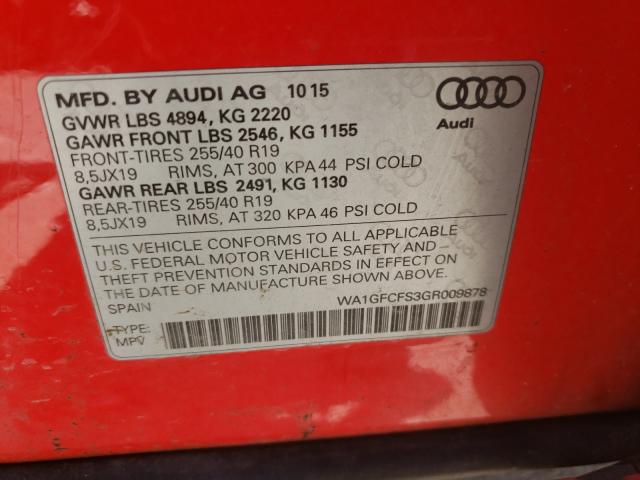 MFD. BY AUDI AG 10 15
GVWR LBS 4894, KG 2220
GAWR FRONT LBS 2546, KG 1155
FRONT-TIRES 255/40 R19
8,5JX19 RIMS, AT 300 KPA 44 PSI COLD
GAWR REAR LBS 2491, KG 1130
REAR-TIRES 255/40 R19
8,5JX19 RIMS, AT 320 KPA 46 PSI COLD
Audi
THIS VEHICLE CONFORMS TO ALL APPLICABLE
U.S. FEDERAL MOTOR VEHICLE SAFETY AND
THEFT PREVENTION STANDARDS IN EFFECT ON
THE DATE OF MANUFACTURE SHOWN ABOVE.
SPAIN
WA1GFCFS3GR009878
TYPE:
MPV